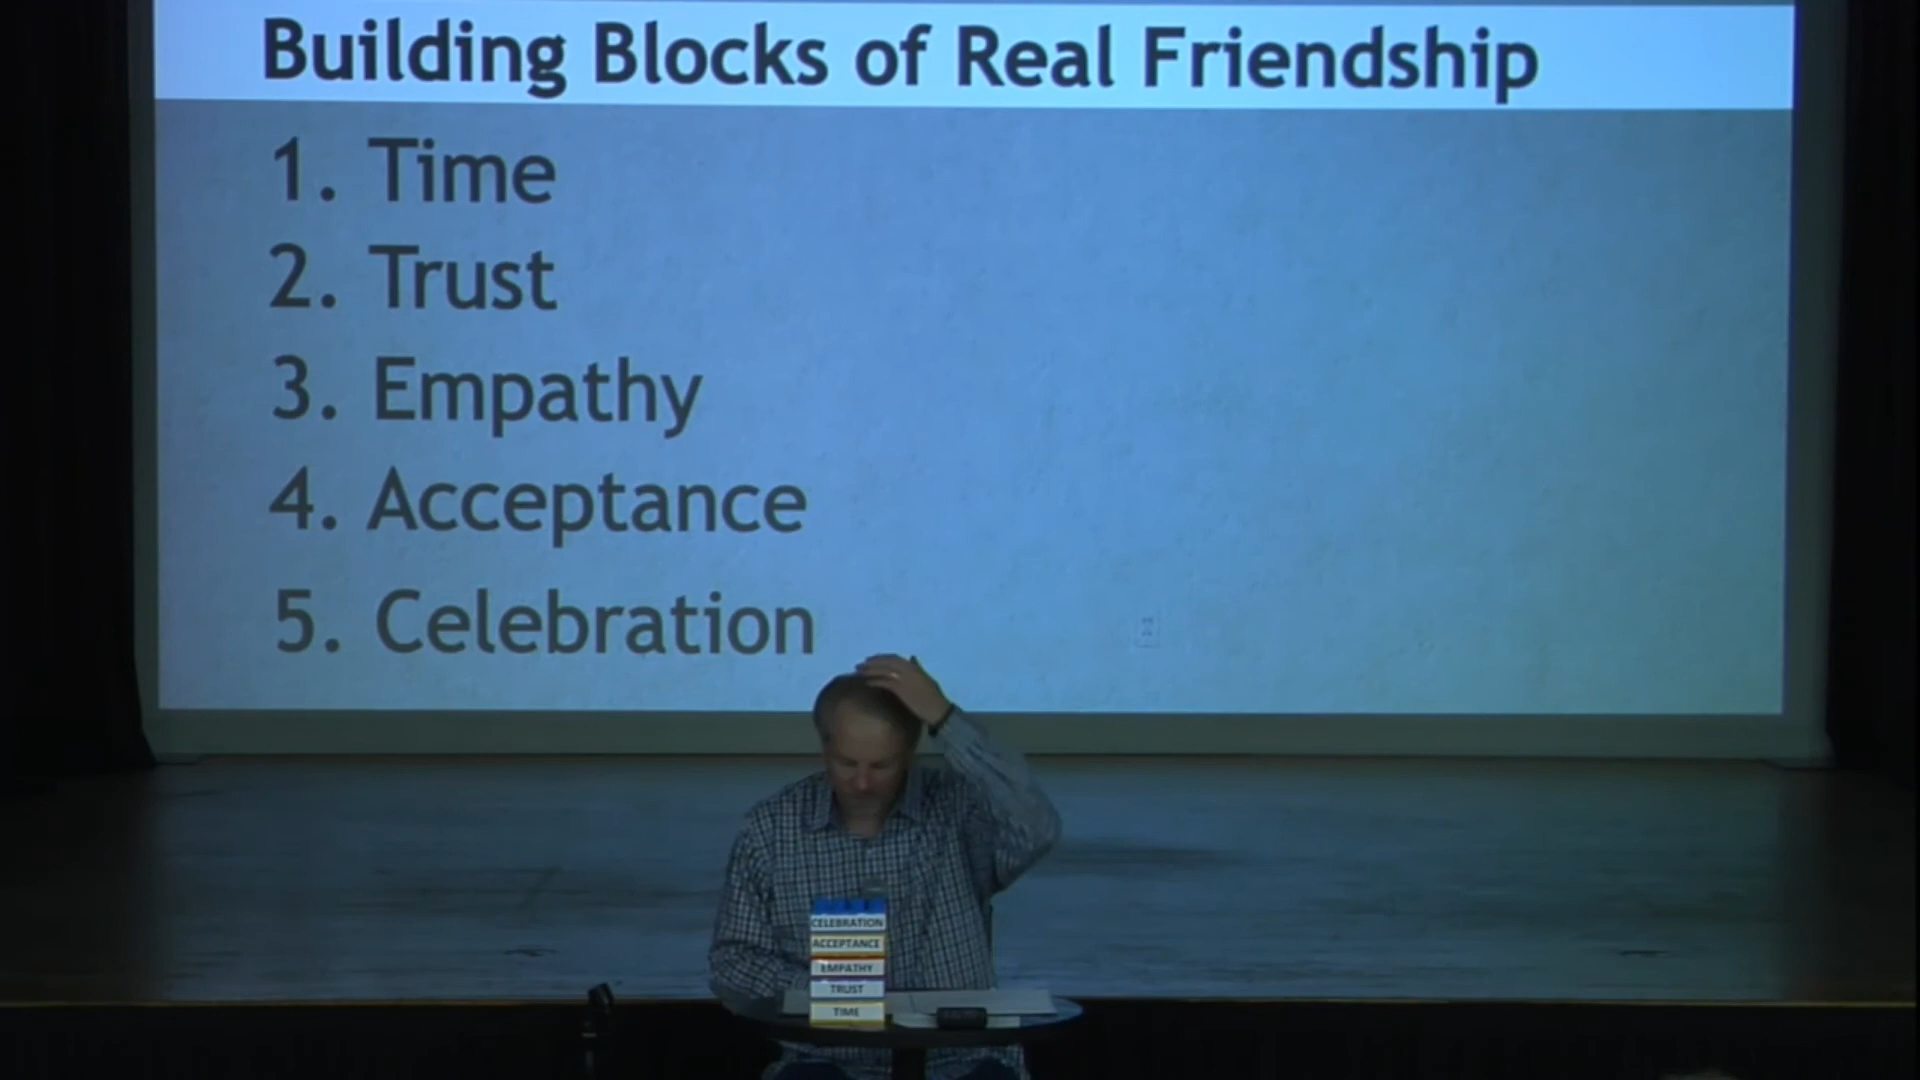 Building Blocks of Real Friendship
1. Time
2. Trust
3. Empathy
4. Acceptance
5. Celebration
CELEBRATION
ACCEPTANCE
EMPATHY
TRUST
TIME